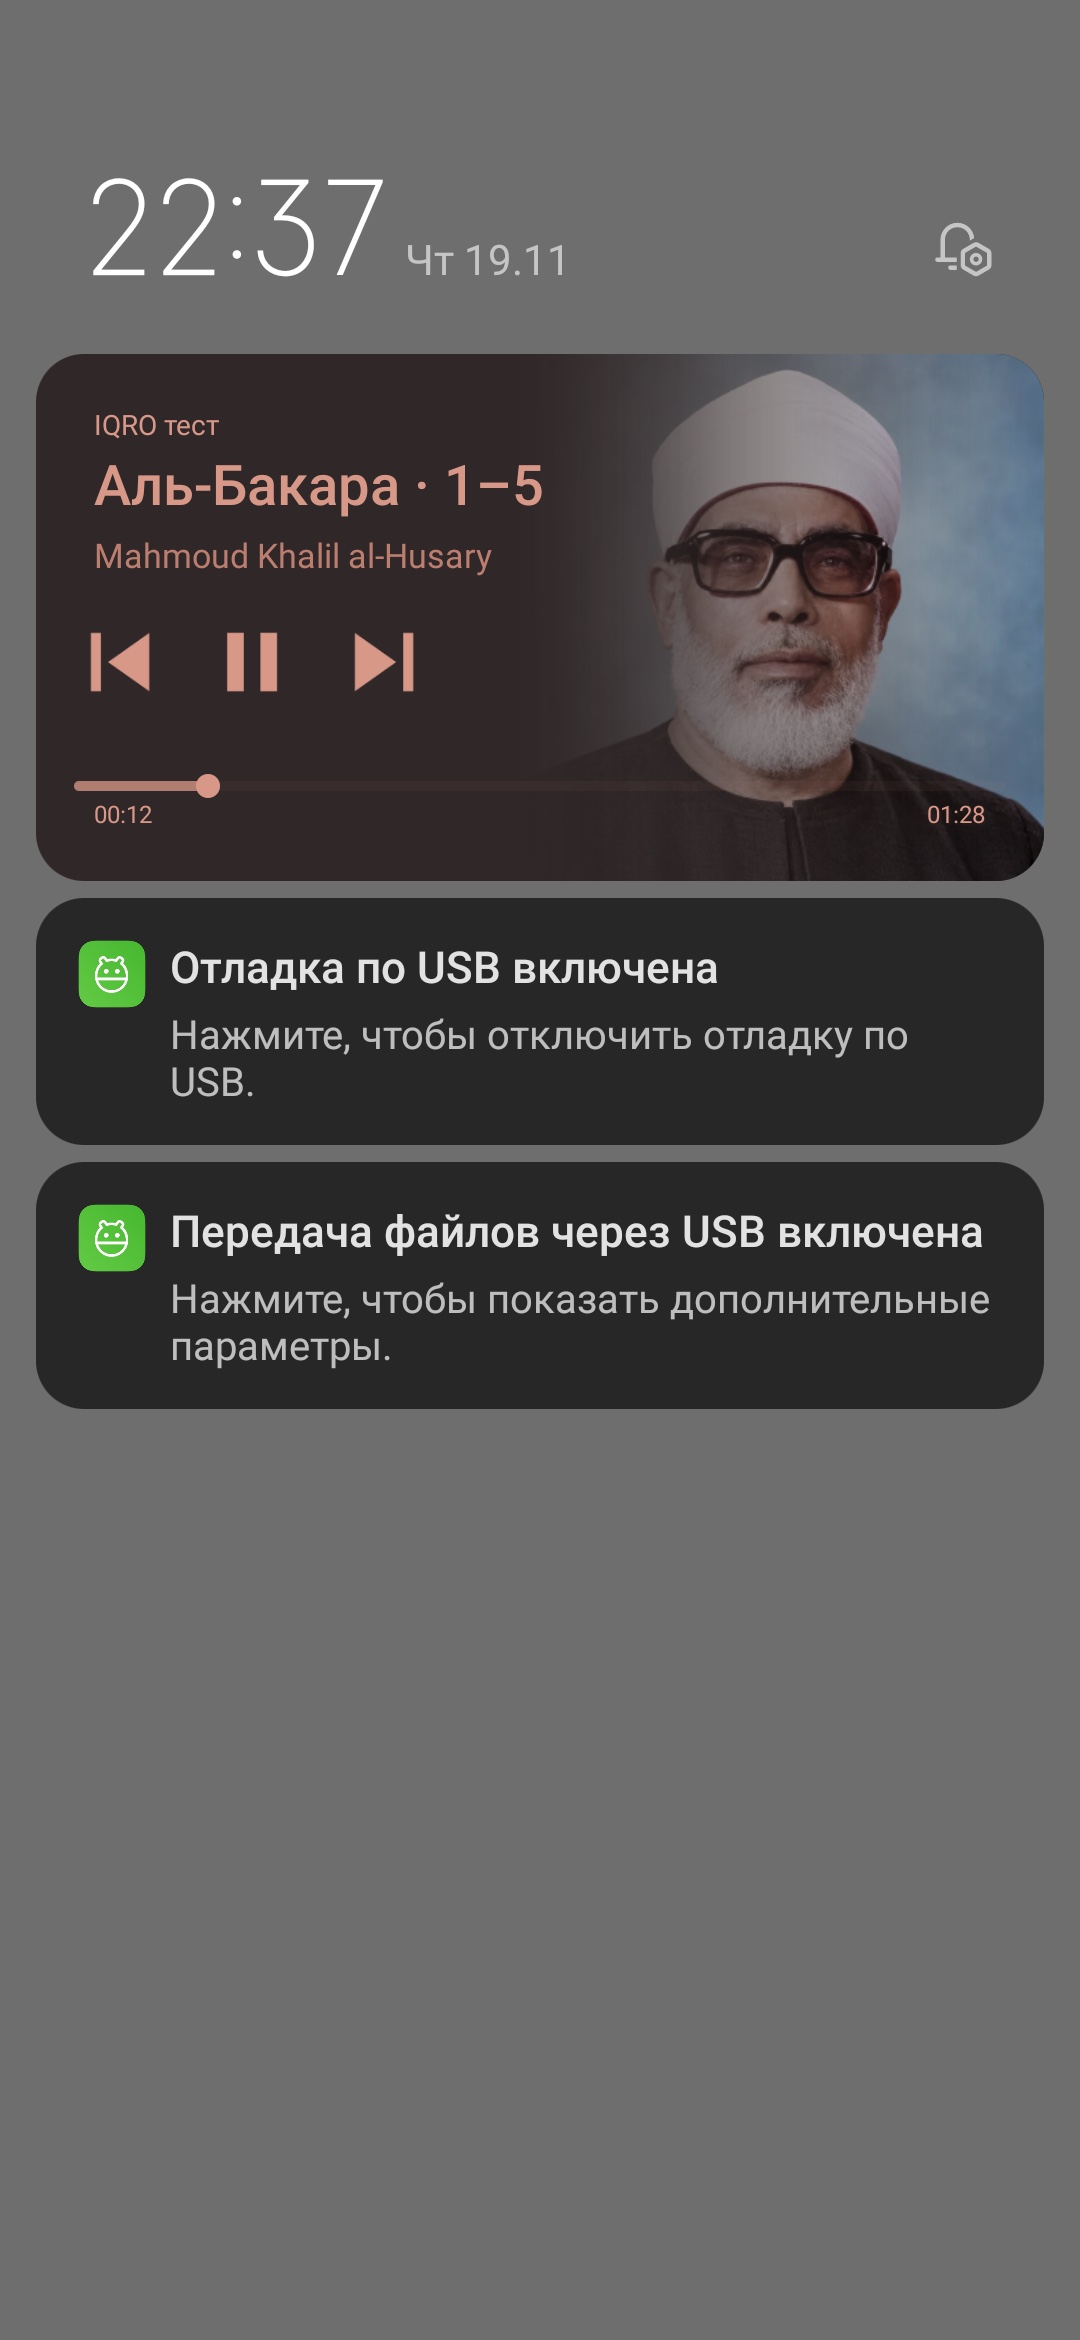 22:37 Чт 19.11
IQRO тест
Аль-Бакара · 1–5
Mahmoud Khalil al-Husary
00:12 01:28
Отладка по USB включена
Нажмите, чтобы отключить отладку по
USB.
Передача файлов через USB включена
Нажмите, чтобы показать дополнительные
параметры.